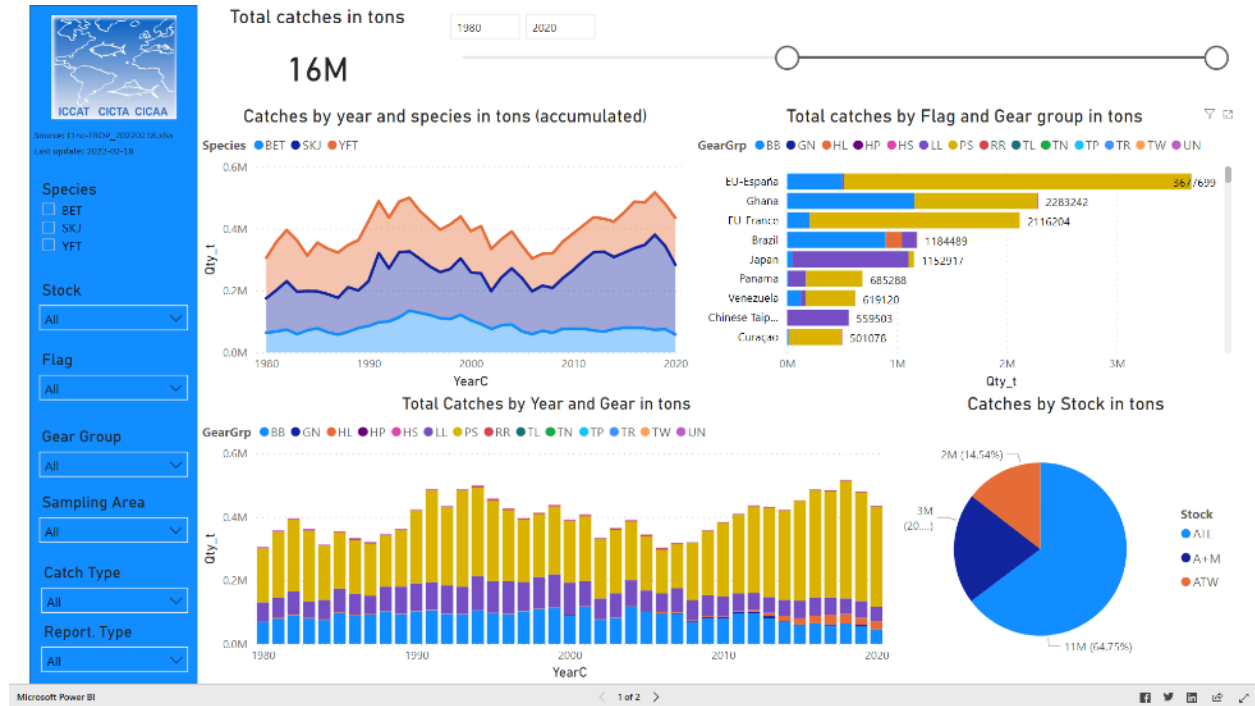 ICCAT CICTA CICAA
Source: t1nc-TROP_20220218.xlsx
Last update: 2022-02-18
Species
BET
SKJ
YFT
Stock
All
Flag
All
Gear Group
All
Sampling Area
All
Catch Type
All
Report. Type
All
Total catches in tons
16M
1980 2020
Catches by year and species in tons (accumulated)
Species BET SKJ YFT
0.6M
0.4M
0.2M
0.0M
Qty_t
1980 1990 2000 2010 2020
YearC
Total catches by Flag and Gear group in tons
GearGrp BB GN HL HP HS LL PS RR TL TN TP TR TW UN
EU-España 3677699
Ghana 2283242
EU-France 2116204
Brazil 1184489
Japan 1152917
Panama 685288
Venezuela 619120
Chinese Taip... 559503
Curaçao 501078
0M 1M 2M 3M
Qty_t
Total Catches by Year and Gear in tons
GearGrp BB GN HL HP HS LL PS RR TL TN TP TR TW UN
0.6M
0.4M
0.2M
0.0M
Qty_t
1980 1990 2000 2010 2020
YearC
Catches by Stock in tons
2M (14.54%)
3M
(20....)
11M (64.75%)
Stock
ATE
A+M
ATW
Microsoft Power BI
1 of 2